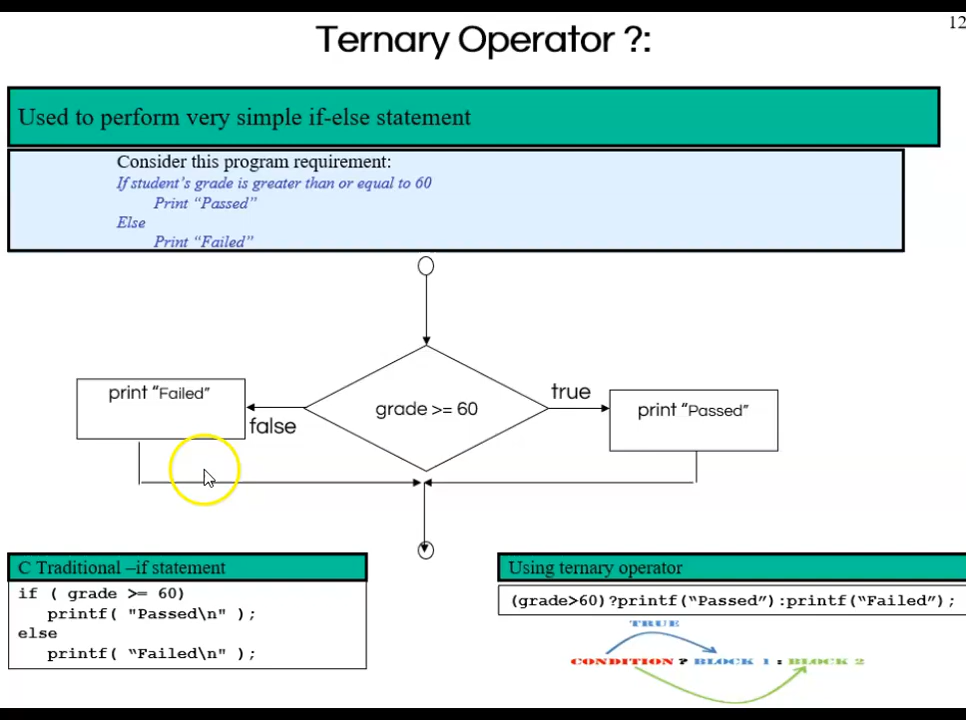 12
Ternary Operator ?:
Used to perform very simple if-else statement
Consider this program requirement:
If student's grade is greater than or equal to 60
Print “Passed”
Else
Print “Failed”
print “Failed”
false
grade >= 60
true
print “Passed”
C Traditional –if statement
if ( grade >= 60)
printf( "Passed\n" );
else
printf( “Failed\n" );
Using ternary operator
(grade>60)?printf(“Passed”):printf(“Failed”);
TRUE
CONDITION ? BLOCK 1 : BLOCK 2